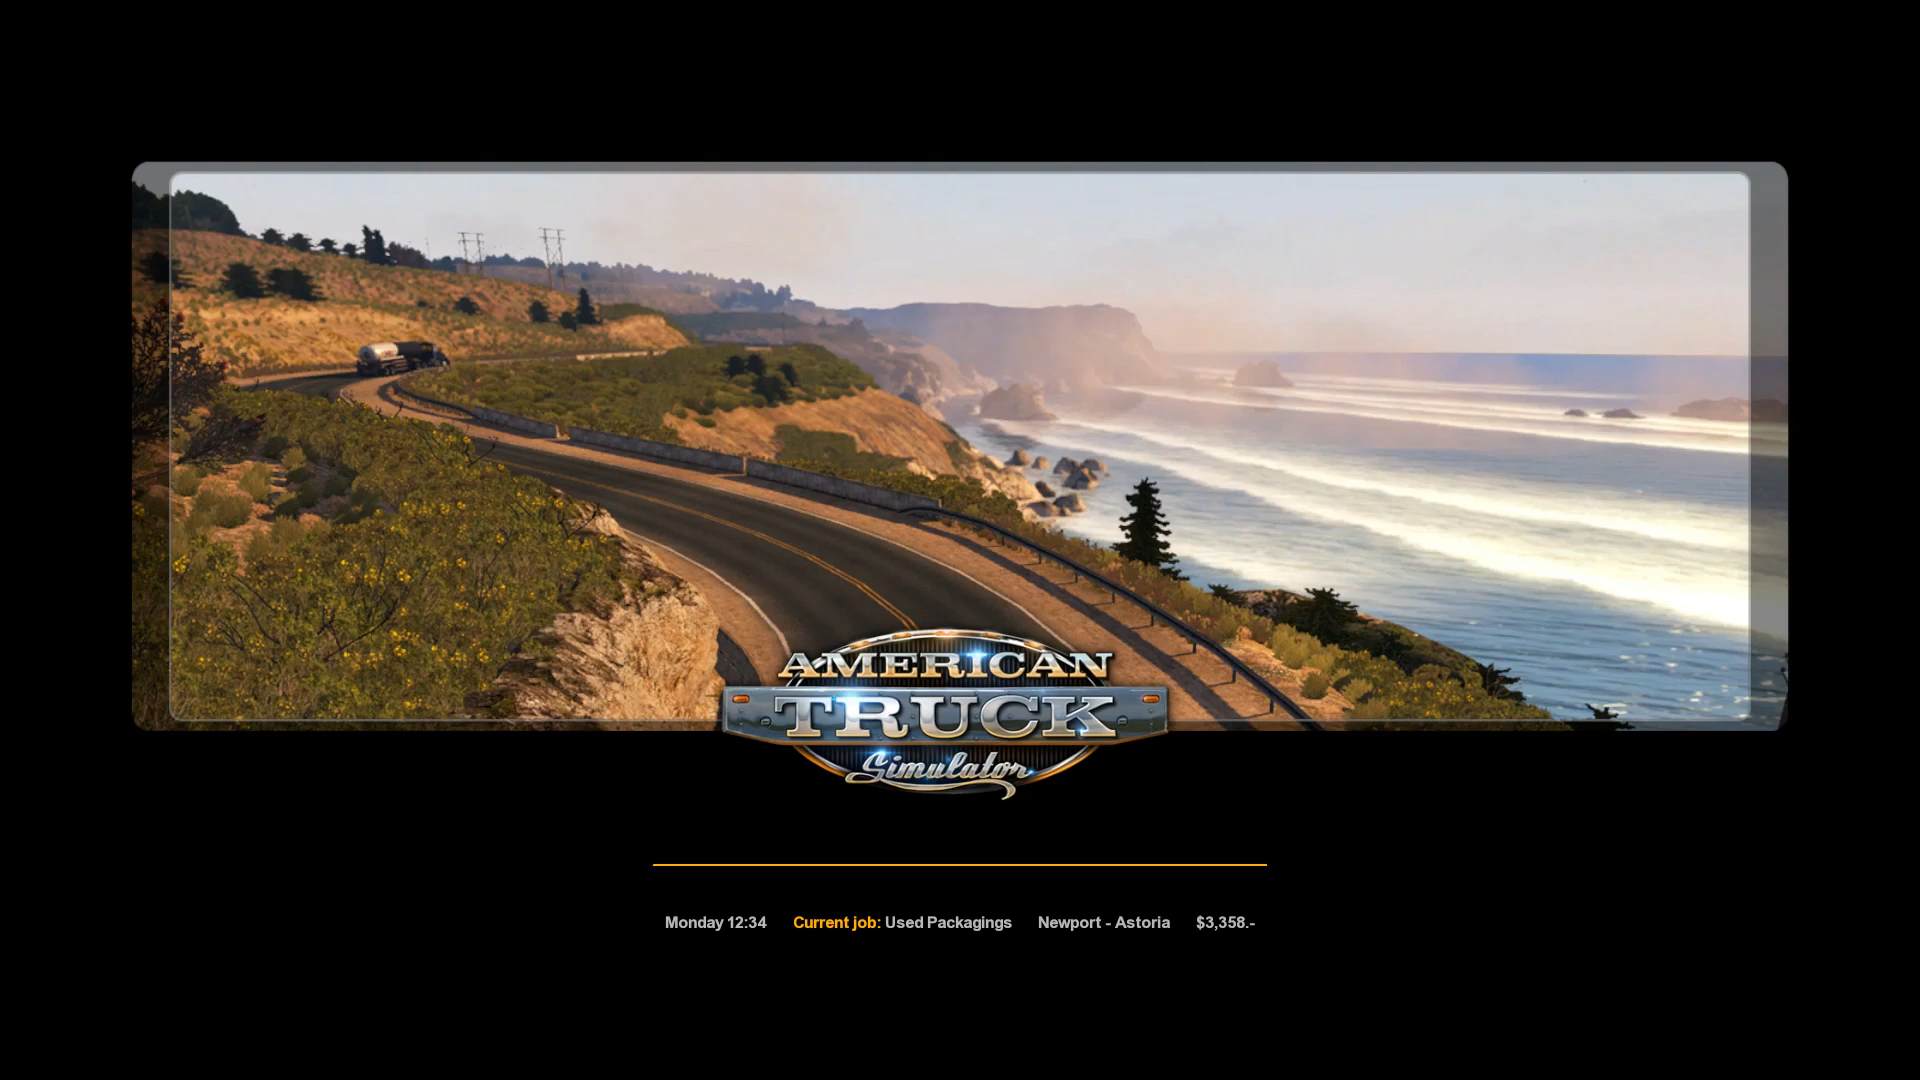 AMERICAN
TRUCK
Simulator
Monday 12:34 Current job: Used Packagings Newport - Astoria $3,358.-